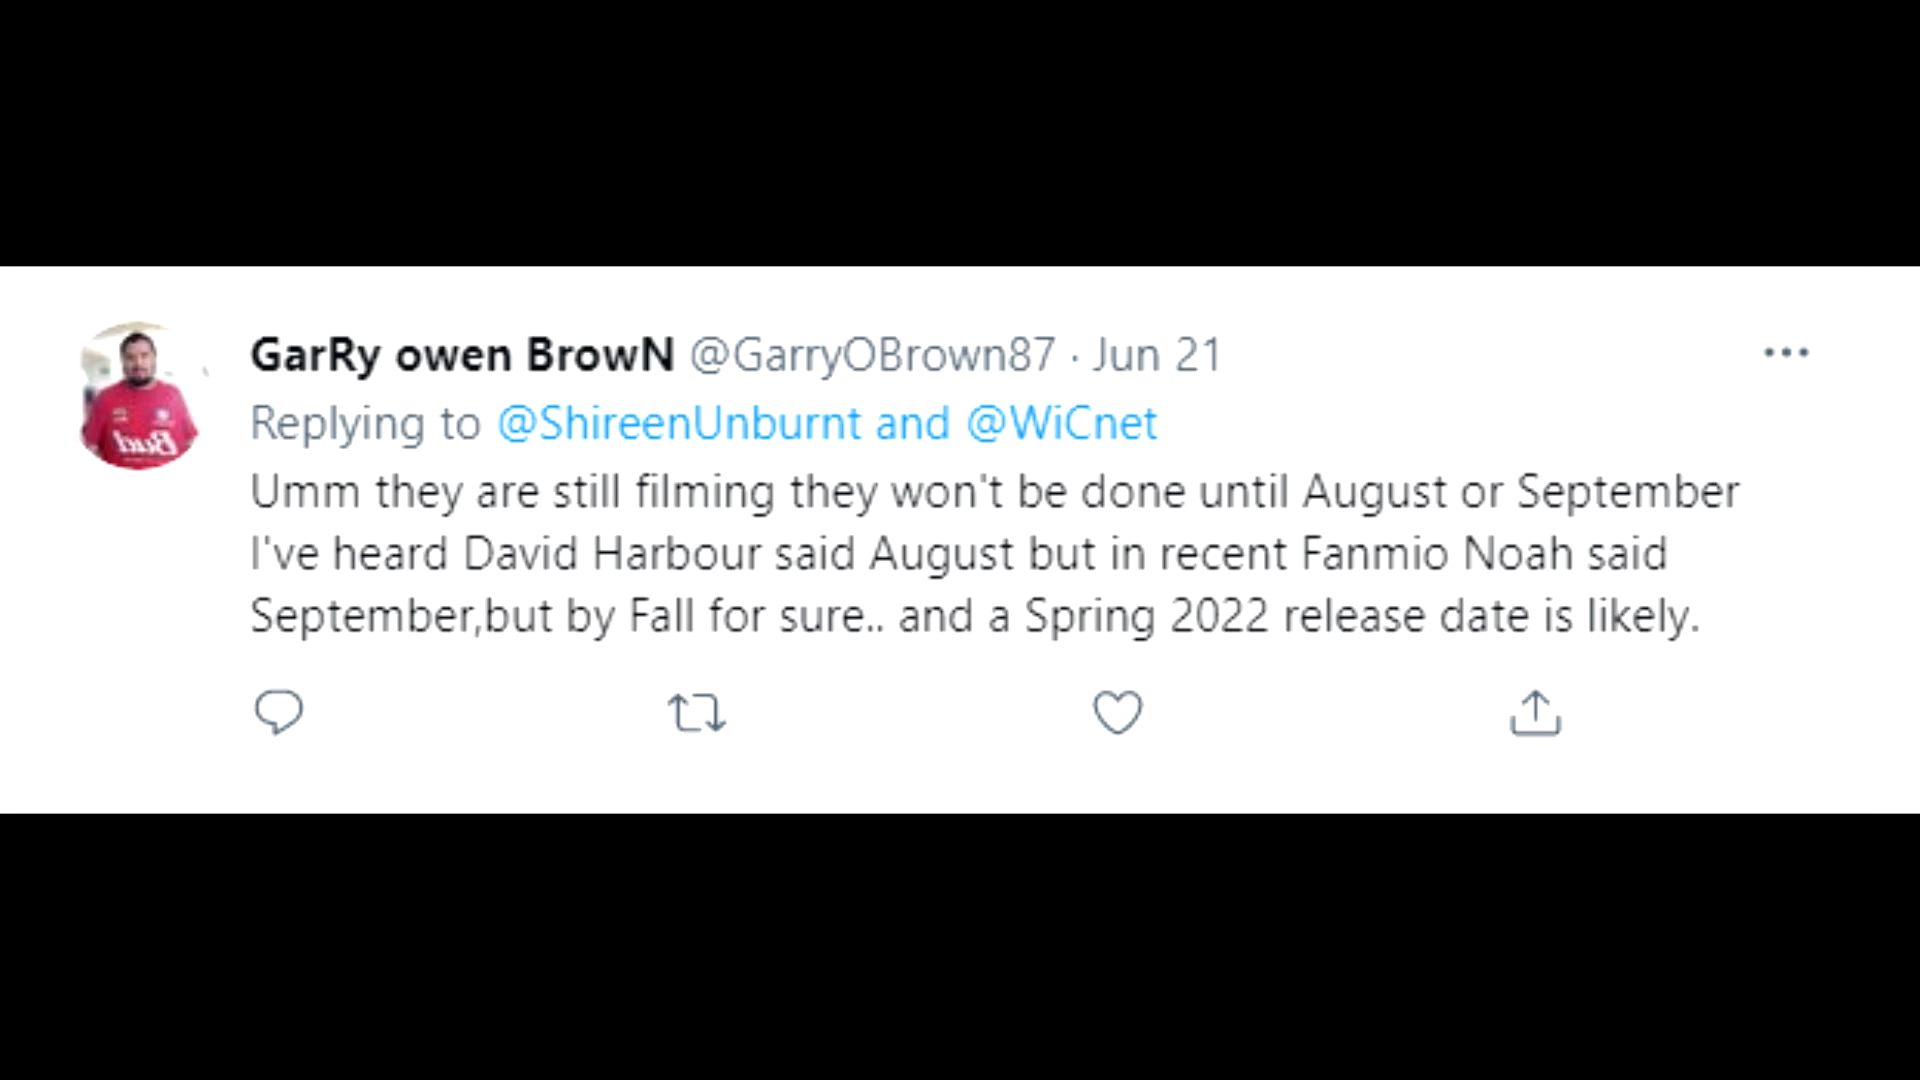 GarRy owen BrowN @GarryOBrown87 · Jun 21
Replying to @ShireenUnburnt and @WiCnet
Umm they are still filming they won't be done until August or September
I've heard David Harbour said August but in recent Fanmio Noah said
September,but by Fall for sure.. and a Spring 2022 release date is likely.
Bud